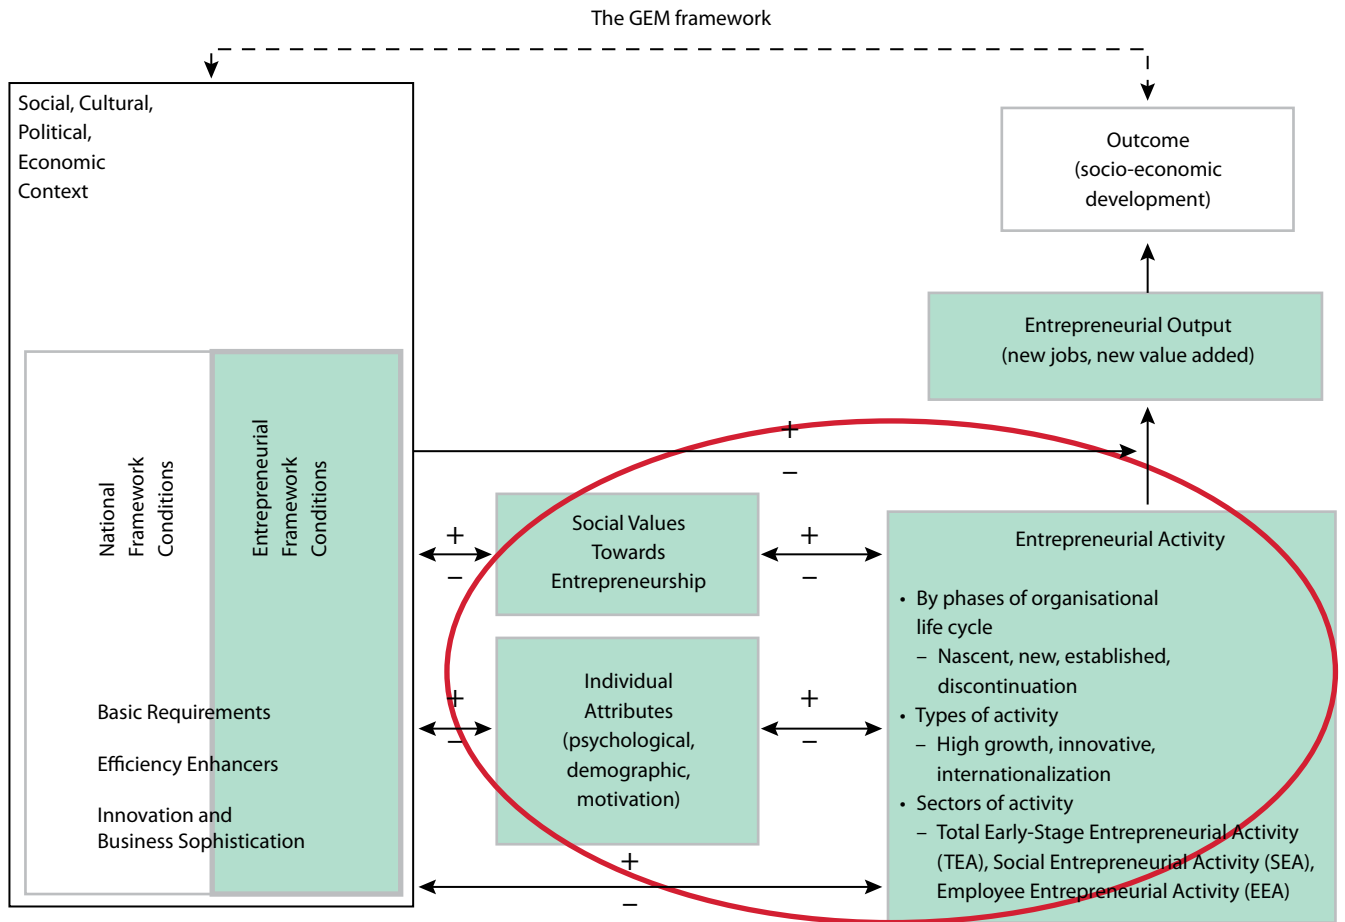 The GEM framework
Social, Cultural,
Political,
Economic
Context
Outcome
(socio-economic
development)
Entrepreneurial Output
(new jobs, new value added)
National
Framework
Conditions
Entrepreneurial
Framework
Conditions
Basic Requirements
Efficiency Enhancers
Innovation and
Business Sophistication
+
–
+
–
Social Values
Towards
Entrepreneurship
+
–
+
–
Individual
Attributes
(psychological,
demographic,
motivation)
+
–
+
–
Entrepreneurial Activity
• By phases of organisational
life cycle
– Nascent, new, established,
discontinuation
• Types of activity
– High growth, innovative,
internationalization
• Sectors of activity
– Total Early-Stage Entrepreneurial Activity
(TEA), Social Entrepreneurial Activity (SEA),
Employee Entrepreneurial Activity (EEA)